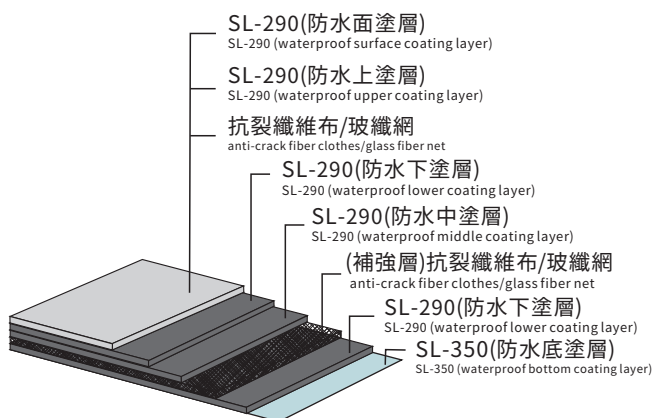 SL-290(防水面塗層)
SL-290 (waterproof surface coating layer)
SL-290(防水上塗層)
SL-290 (waterproof upper coating layer)
抗裂纖維布/玻纖網
anti-crack fiber clothes/glass fiber net
SL-290(防水下塗層)
SL-290 (waterproof lower coating layer)
SL-290(防水中塗層)
SL-290 (waterproof middle coating layer)
(補強層)抗裂纖維布/玻纖網
anti-crack fiber clothes/glass fiber net
SL-290(防水下塗層)
SL-290 (waterproof lower coating layer)
SL-350(防水底塗層)
SL-350 (waterproof bottom coating layer)